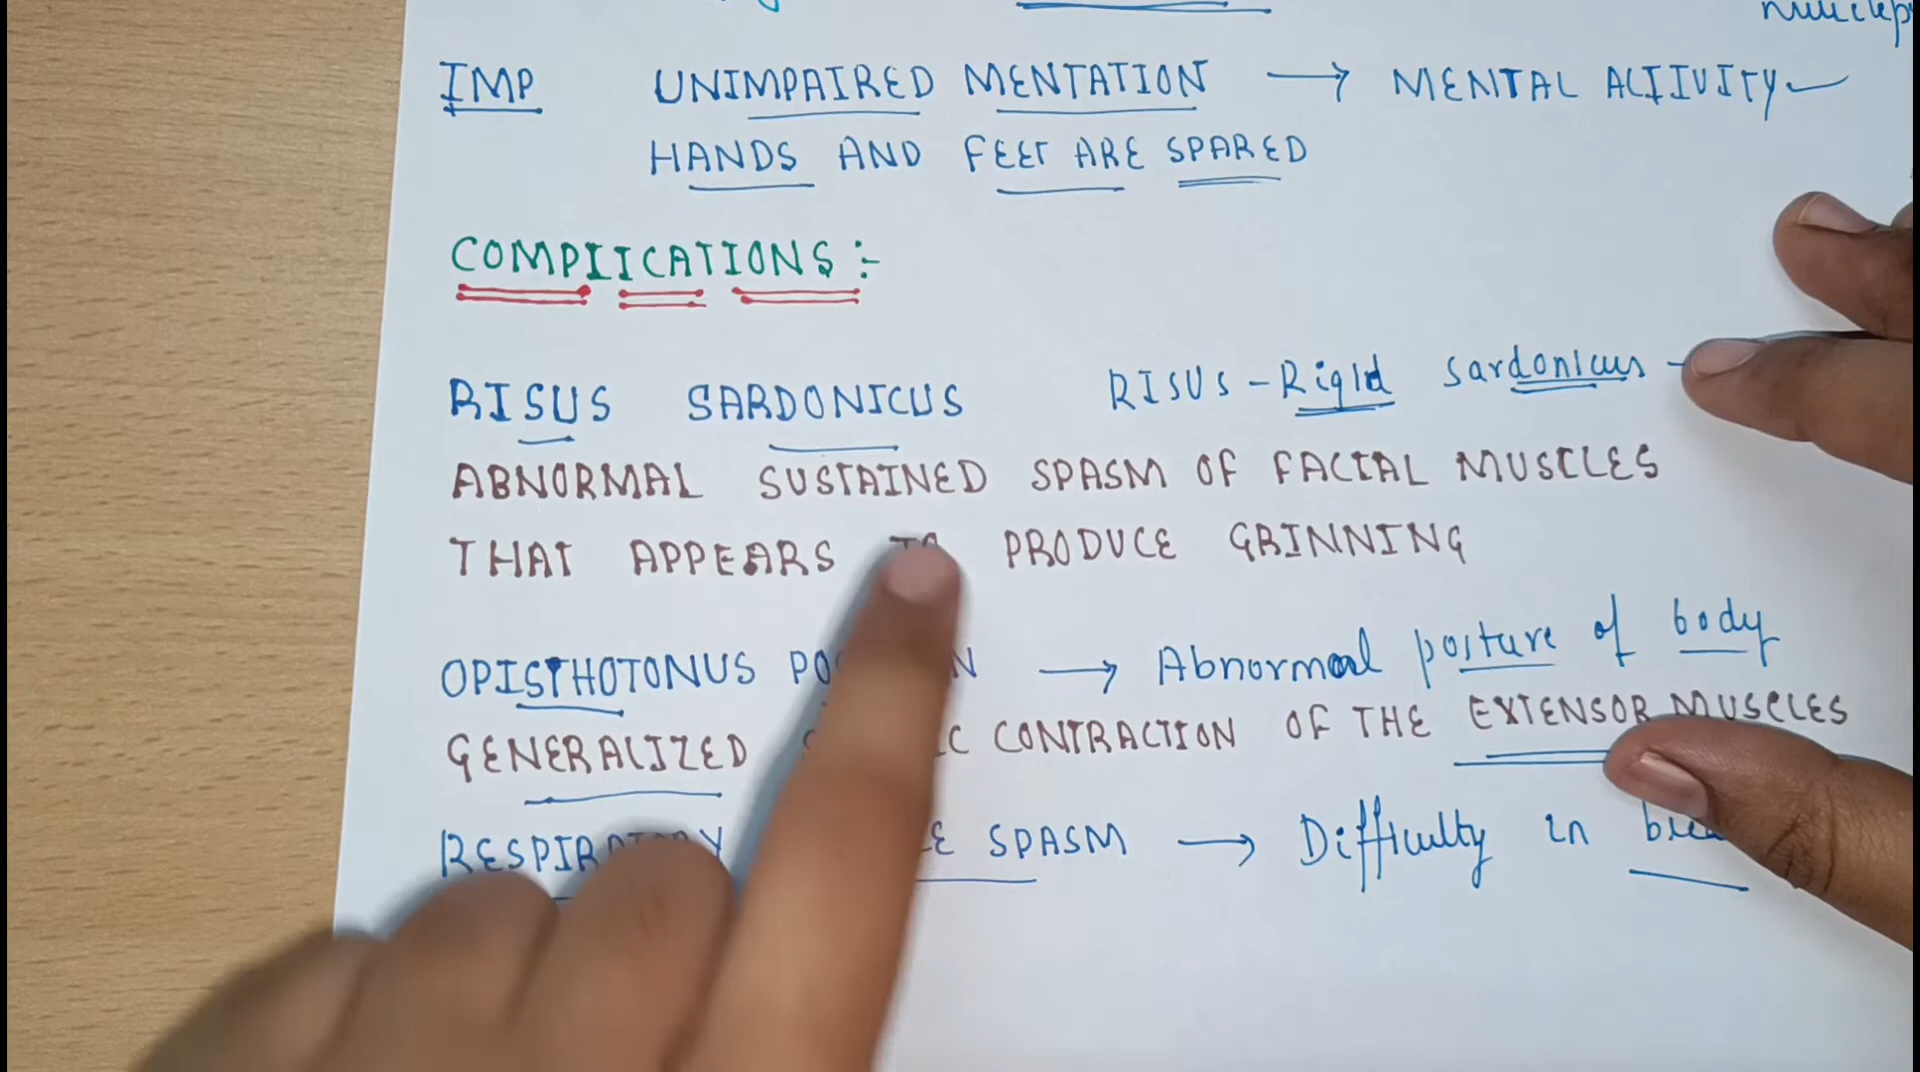 IMP UNIMPAIRED MENTATION → MENTAL ACTIVITY
HANDS AND FEET ARE SPARED
COMPLICATIONS :-
RISUS SARDONICUS RISUS - Rigid sardonicus -
ABNORMAL SUSTAINED SPASM OF FACIAL MUSCLES
THAT APPEARS TO PRODUCE GRINNING
OPISTHOTONUS → Abnormal posture of body
GENERALIZED CONTRACTION OF THE EXTENSOR MUSCLES
RESPIRATORY SPASM → Difficulty in